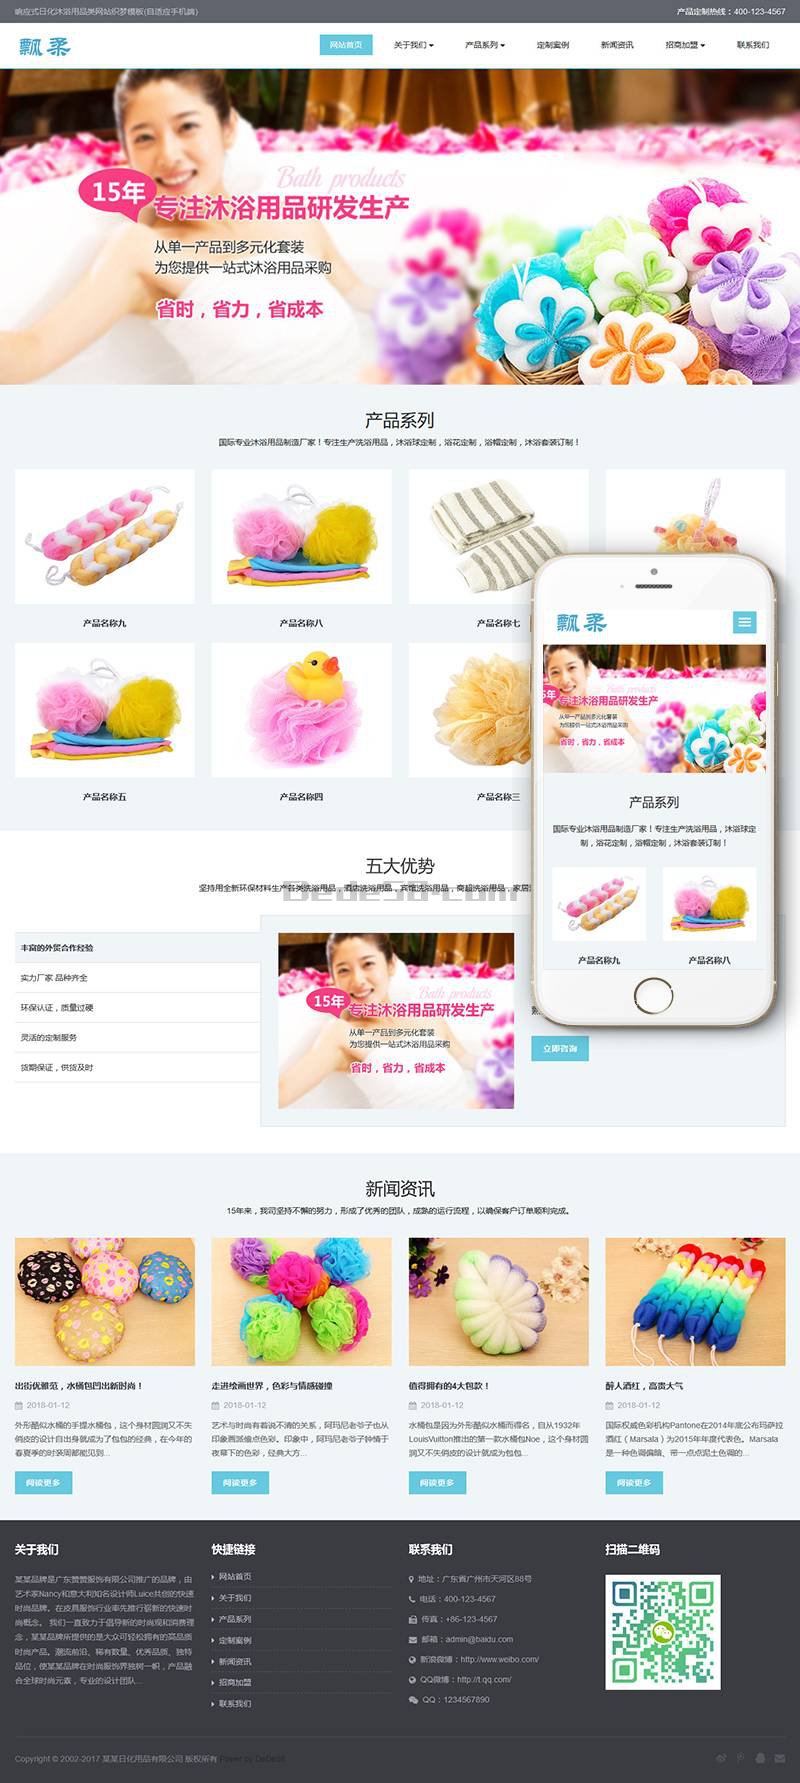 响应式日化沐浴用品类网站织梦模板(自适应手机端)
产品定制热线：400-123-4567
飘柔
网站首页 关于我们 产品系列 定制案例 新闻资讯 招商加盟 联系我们
Bath products
15年 专注沐浴用品研发生产
从单一产品到多元化套装
为您提供一站式沐浴用品采购
省时，省力，省成本
产品系列
国际专业沐浴用品制造厂家！专注生产洗浴用品，沐浴球定制，浴花定制，浴帽定制，沐浴套装订制！
产品名称九 产品名称八 产品名称七
产品名称五 产品名称四 产品名称三
飘柔
Bath products
5年 专注沐浴用品研发生产
从单一产品到多元化套装
为您提供一站式沐浴用品采购
省时，省力，省成本
产品系列
国际专业沐浴用品制造厂家！专注生产洗浴用品，沐浴球定
制，浴花定制，浴帽定制，沐浴套装订制！
产品名称九 产品名称八
五大优势
坚持用全新环保材料生产各类洗浴用品，酒店洗浴用品，宾馆洗浴用品，商超洗浴用品，家居
Dede58.com
丰富的外贸合作经验
实力厂家 品种齐全
环保认证，质量过硬
灵活的定制服务
货期保证，供货及时
Bath products
15年 专注沐浴用品研发生产
从单一产品到多元化套装
为您提供一站式沐浴用品采购
省时，省力，省成本
立即咨询
新闻资讯
15年来，我司坚持不懈的努力，形成了优秀的团队，成熟的运行流程，以确保客户订单顺利完成。
出街优雅范，水桶包凹出新时尚！
2018-01-12
外形酷似水桶的手提水桶包，这个身材圆润又不失
俏皮的设计自出身就成为了包包的经典，在今年的
春夏季的时装周都能见到...
阅读更多
走进绘画世界，色彩与情感碰撞
2018-01-12
艺术与时尚有着说不清的关系，阿玛尼老爷子也从
印象画派偷点色彩。印象中，阿玛尼老爷子钟情于
夜幕下的色彩，经典大方...
阅读更多
值得拥有的4大包款！
2018-01-12
水桶包是因为外形酷似水桶而得名，自从1932年
LouisVuitton推出的第一款水桶包Noe，这个身材圆
润又不失俏皮的设计就成为包包...
阅读更多
醉人酒红，高贵大气
2018-01-12
国际权威色彩机构Pantone在2014年底公布玛萨拉
酒红（Marsala）为2015年年度代表色。Marsala
是一种色调偏暗、带一点点泥土色调的...
阅读更多
关于我们
某某品牌是广东赞赞服饰有限公司推广的品牌，由
艺术家Nancy和意大利知名设计师Luice共创的快速
时尚品牌。在皮具服饰行业率先推行崭新的快速时
尚概念。 我们一直致力于倡导新的时尚观和消费理
念，某某品牌所提供的是大众可轻松拥有的高品质
时尚产品。潮流前沿、稀有数量、优秀品质、独特
品位，使某某品牌在时尚服饰界独树一帜，产品融
合全球时尚元素，专业的设计团队...
快捷链接
网站首页
关于我们
产品系列
定制案例
新闻资讯
招商加盟
联系我们
联系我们
地址：广东省广州市天河区88号
电话：400-123-4567
传真：+86-123-4567
邮箱：admin@baidu.com
新浪微博：http://www.weibo.com/
QQ微博：http://t.qq.com/
QQ：1234567890
扫描二维码
Copyright © 2002-2017 某某日化用品有限公司 版权所有 Power by DeDe58